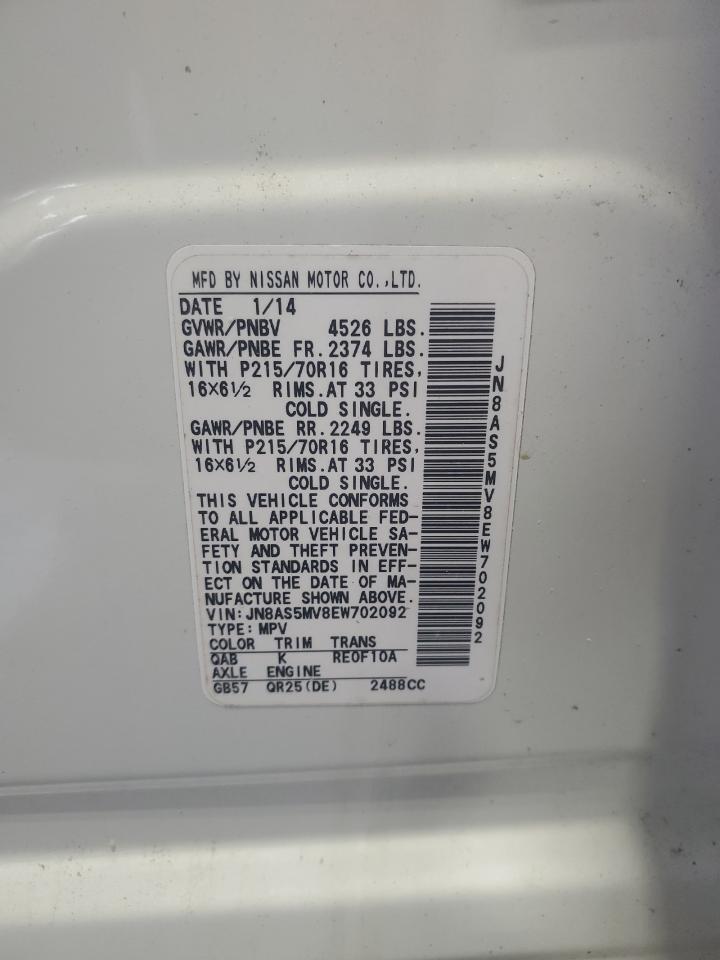 MFD BY NISSAN MOTOR CO.,LTD.
DATE 1/14
GVWR/PNBV 4526 LBS.
GAWR/PNBE FR.2374 LBS.
WITH P215/70R16 TIRES,
16X6½ RIMS.AT 33 PSI
COLD SINGLE.
GAWR/PNBE RR.2249 LBS.
WITH P215/70R16 TIRES,
16X6½ RIMS.AT 33 PSI
COLD SINGLE.
THIS VEHICLE CONFORMS
TO ALL APPLICABLE FED-
ERAL MOTOR VEHICLE SA-
FETY AND THEFT PREVEN-
TION STANDARDS IN EFF-
ECT ON THE DATE OF MA-
NUFACTURE SHOWN ABOVE.
VIN:JN8AS5MV8EW702092
TYPE:MPV
COLOR TRIM TRANS
QAB K RE0F10A
AXLE ENGINE
GB57 QR25(DE) 2488CC
JN8AS5MV8EW702092